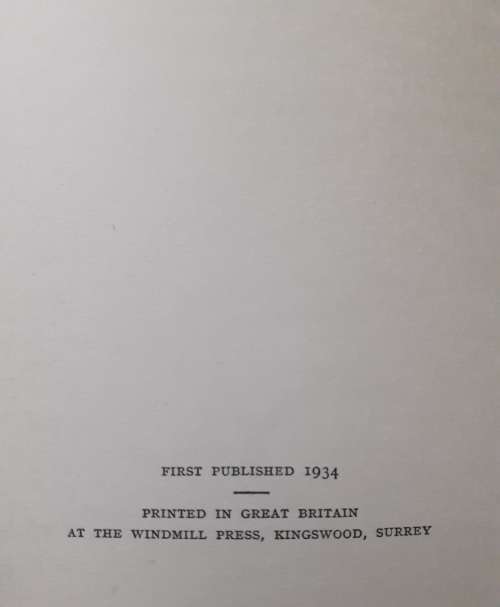 FIRST PUBLISHED 1934
PRINTED IN GREAT BRITAIN
AT THE WINDMILL PRESS, KINGSWOOD, SURREY